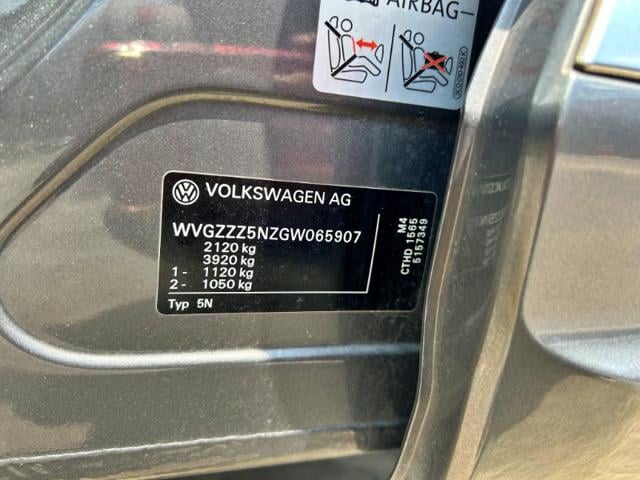 AIRBAG
VOLKSWAGEN AG
WVGZZZ5NZGW065907
2120 kg
3920 kg
1 - 1120 kg
2 - 1050 kg
Typ 5N
M4
CTHD 1565
5157349